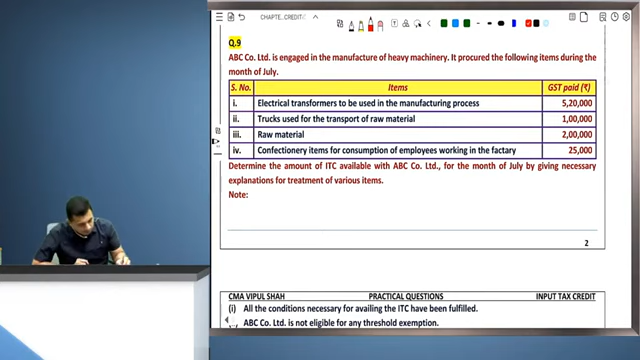 CHAPTE..CREDIT
Q.9
ABC Co. Ltd. is engaged in the manufacture of heavy machinery. It procured the following items during the
month of July.
S. No. Items GST paid (₹)
i. Electrical transformers to be used in the manufacturing process 5,20,000
ii. Trucks used for the transport of raw material 1,00,000
iii. Raw material 2,00,000
iv. Confectionery items for consumption of employees working in the factary 25,000
Determine the amount of ITC available with ABC Co. Ltd., for the month of July by giving necessary
explanations for treatment of various items.
Note:
2
CMA VIPUL SHAH PRACTICAL QUESTIONS INPUT TAX CREDIT
(i) All the conditions necessary for availing the ITC have been fulfilled.
ABC Co. Ltd. is not eligible for any threshold exemption.